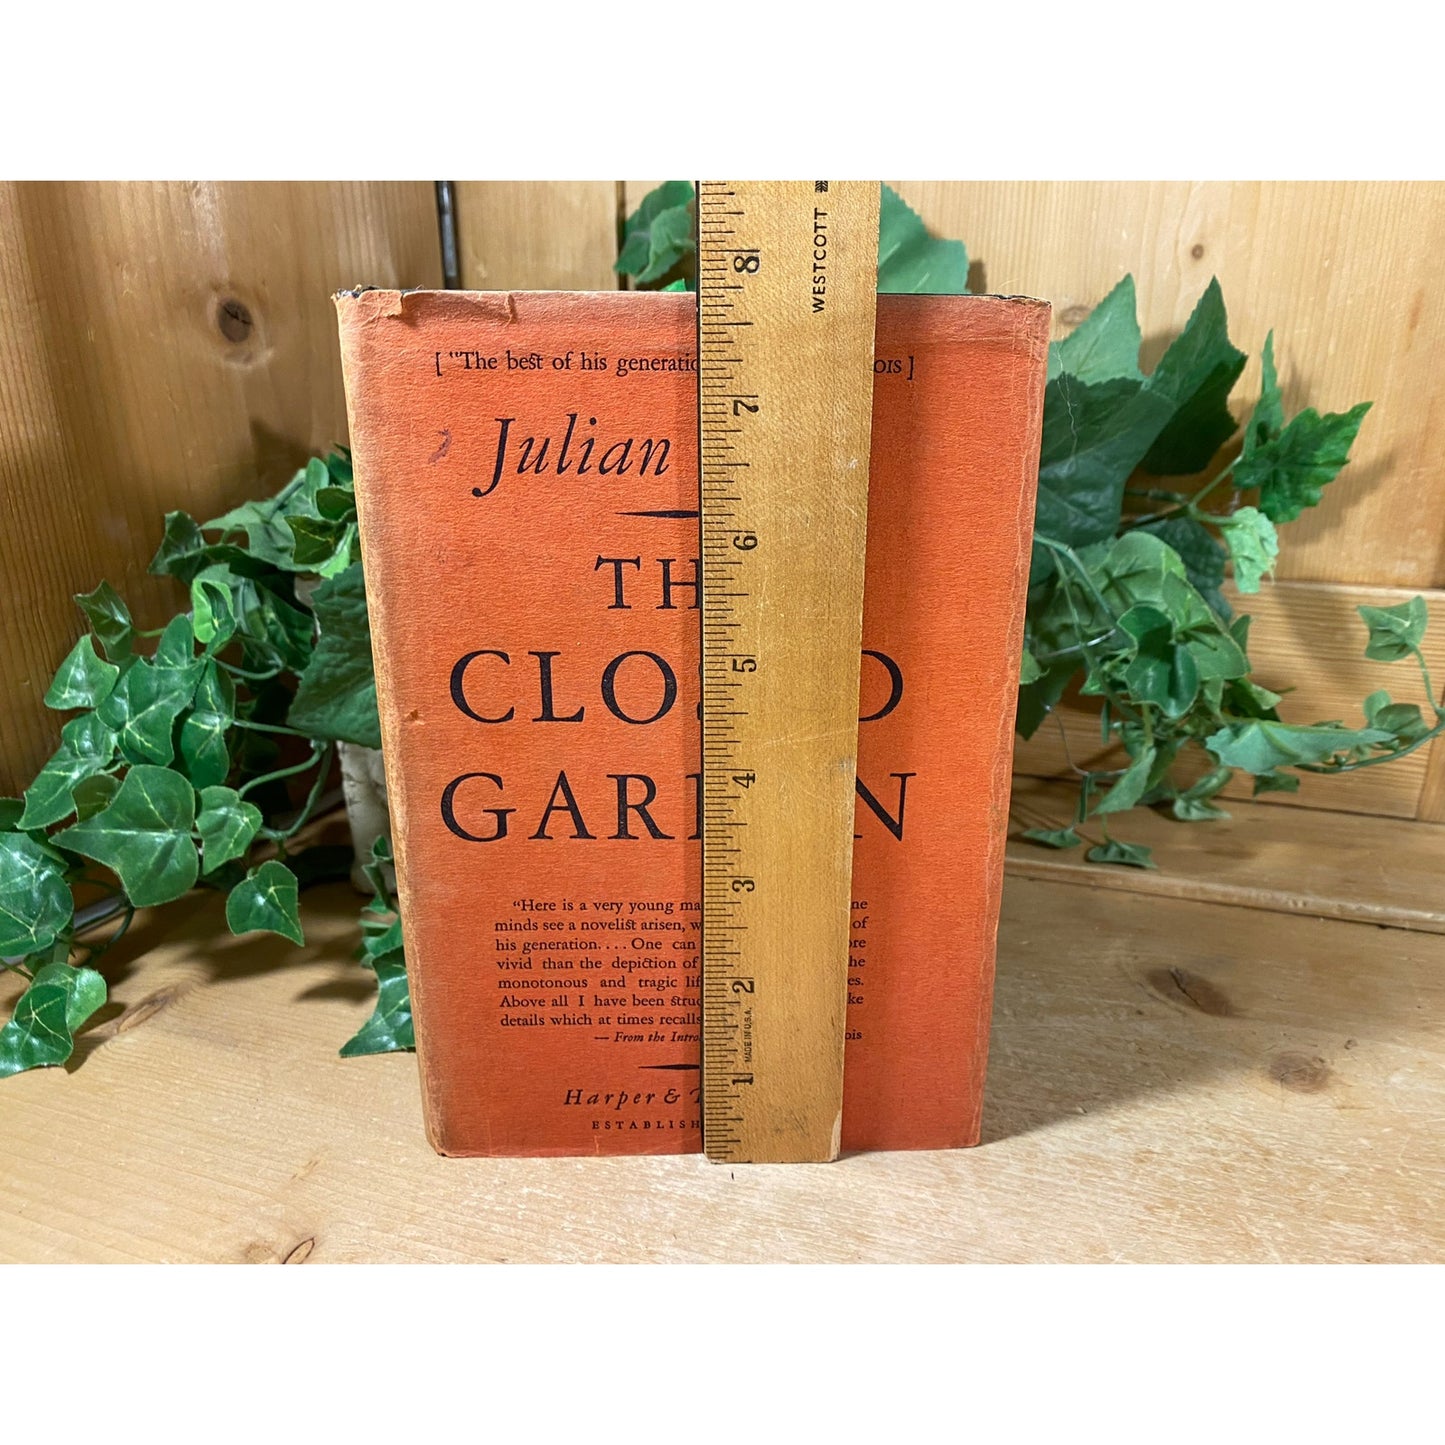 [ "The best of his generatio OIS ]
Julian
TH
CLOS D
GAR N
"Here is a very young ma ne
minds see a novelist arisen, w of
his generation. . . . One can ore
vivid than the depiction of he
monotonous and tragic lif es.
Above all I have been struc ke
details which at times recalls
— From the Intro ois
Harper &
ESTABLISH
WESTCOTT
8
7
6
5
4
3
2
1
MADE IN U.S.A.